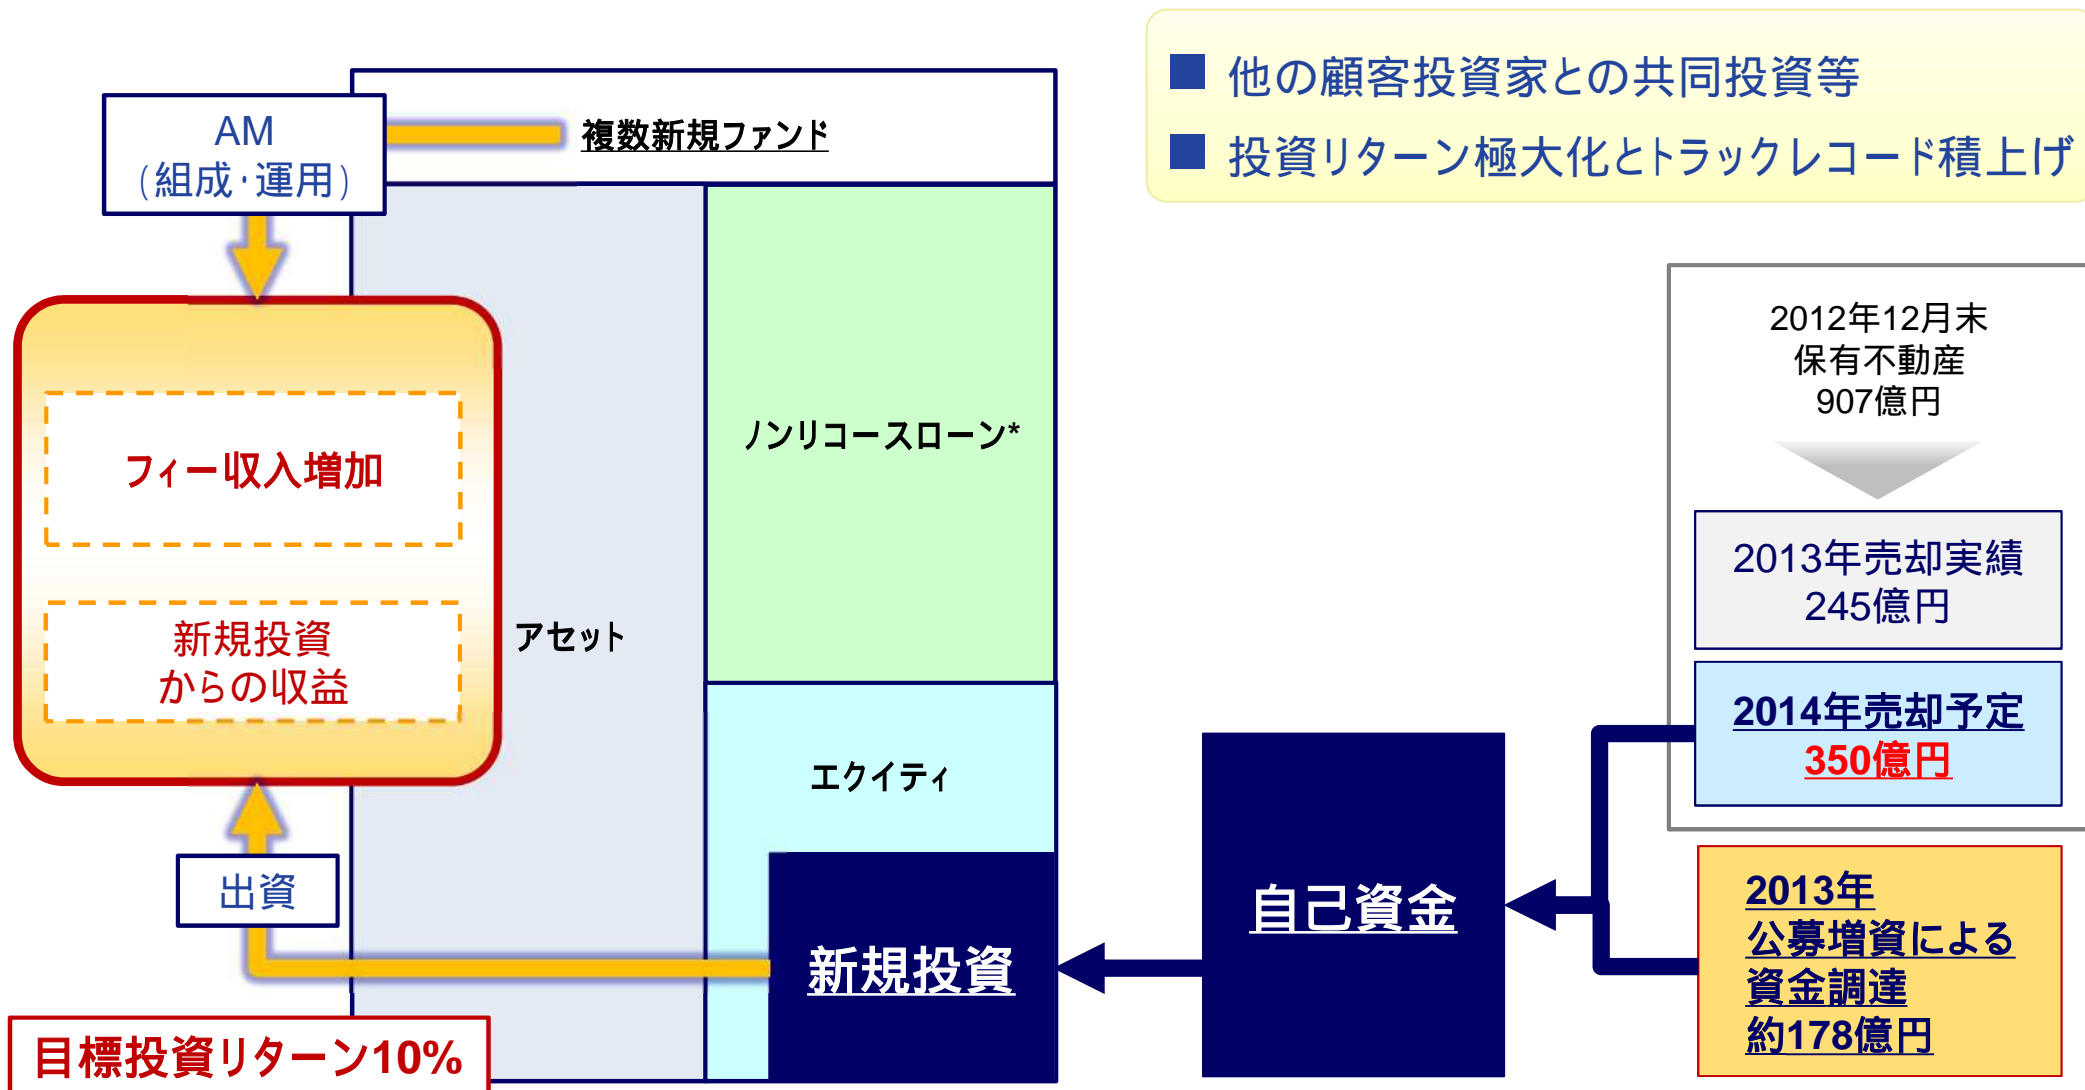 他の顧客投資家との共同投資等
投資リターン極大化とトラックレコード積上げ
AM
（組成・運用）
複数新規ファンド
フィー収入増加
新規投資
からの収益
アセット
ノンリコースローン*
エクイティ
出資
新規投資
目標投資リターン10%
自己資金
2012年12月末
保有不動産
907億円
2013年売却実績
245億円
2014年売却予定
350億円
2013年
公募増資による
資金調達
約178億円